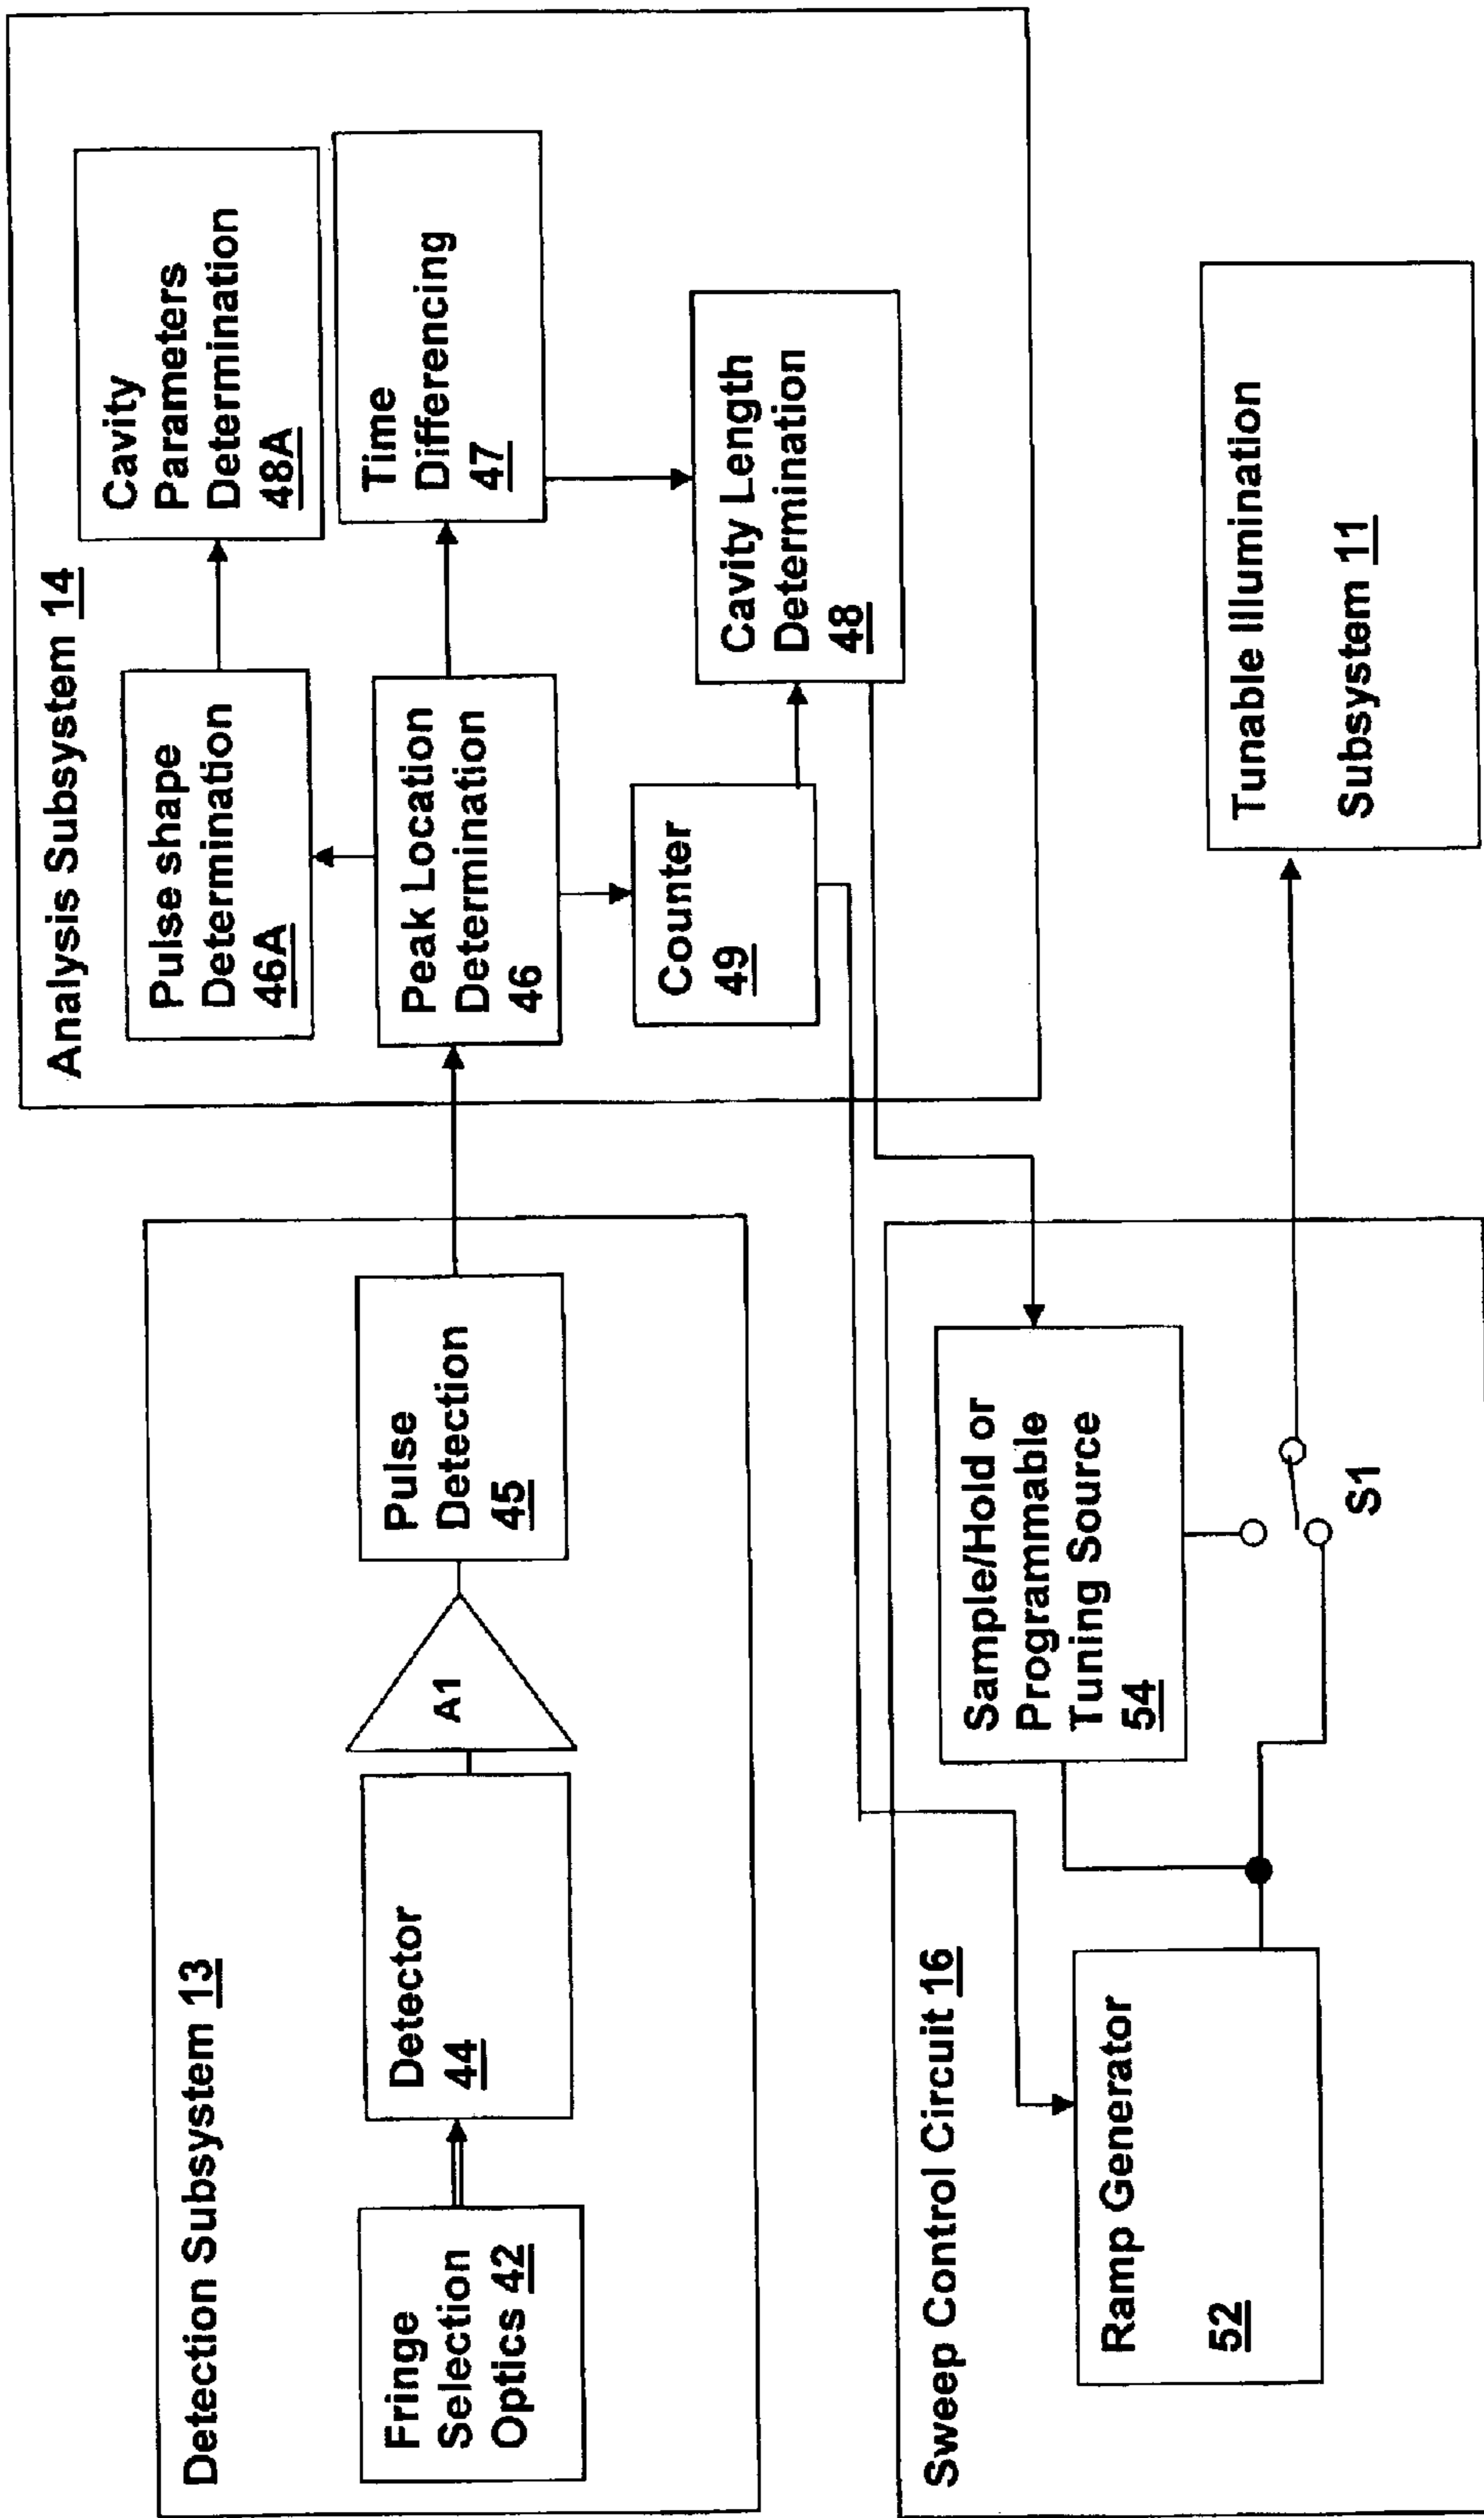 Detection Subsystem 13
Fringe
Selection
Optics 42
Detector
44
A1
Pulse
Detection
45
Analysis Subsystem 14
Pulse shape
Determination
46A
Cavity
Parameters
Determination
48A
Peak Location
Determination
46
Time
Differencing
47
Counter
49
Cavity Length
Determination
48
Sweep Control Circuit 16
Ramp Generator
52
Sample/Hold or
Programmable
Tuning Source
54
S1
Tunable Illumination
Subsystem 11